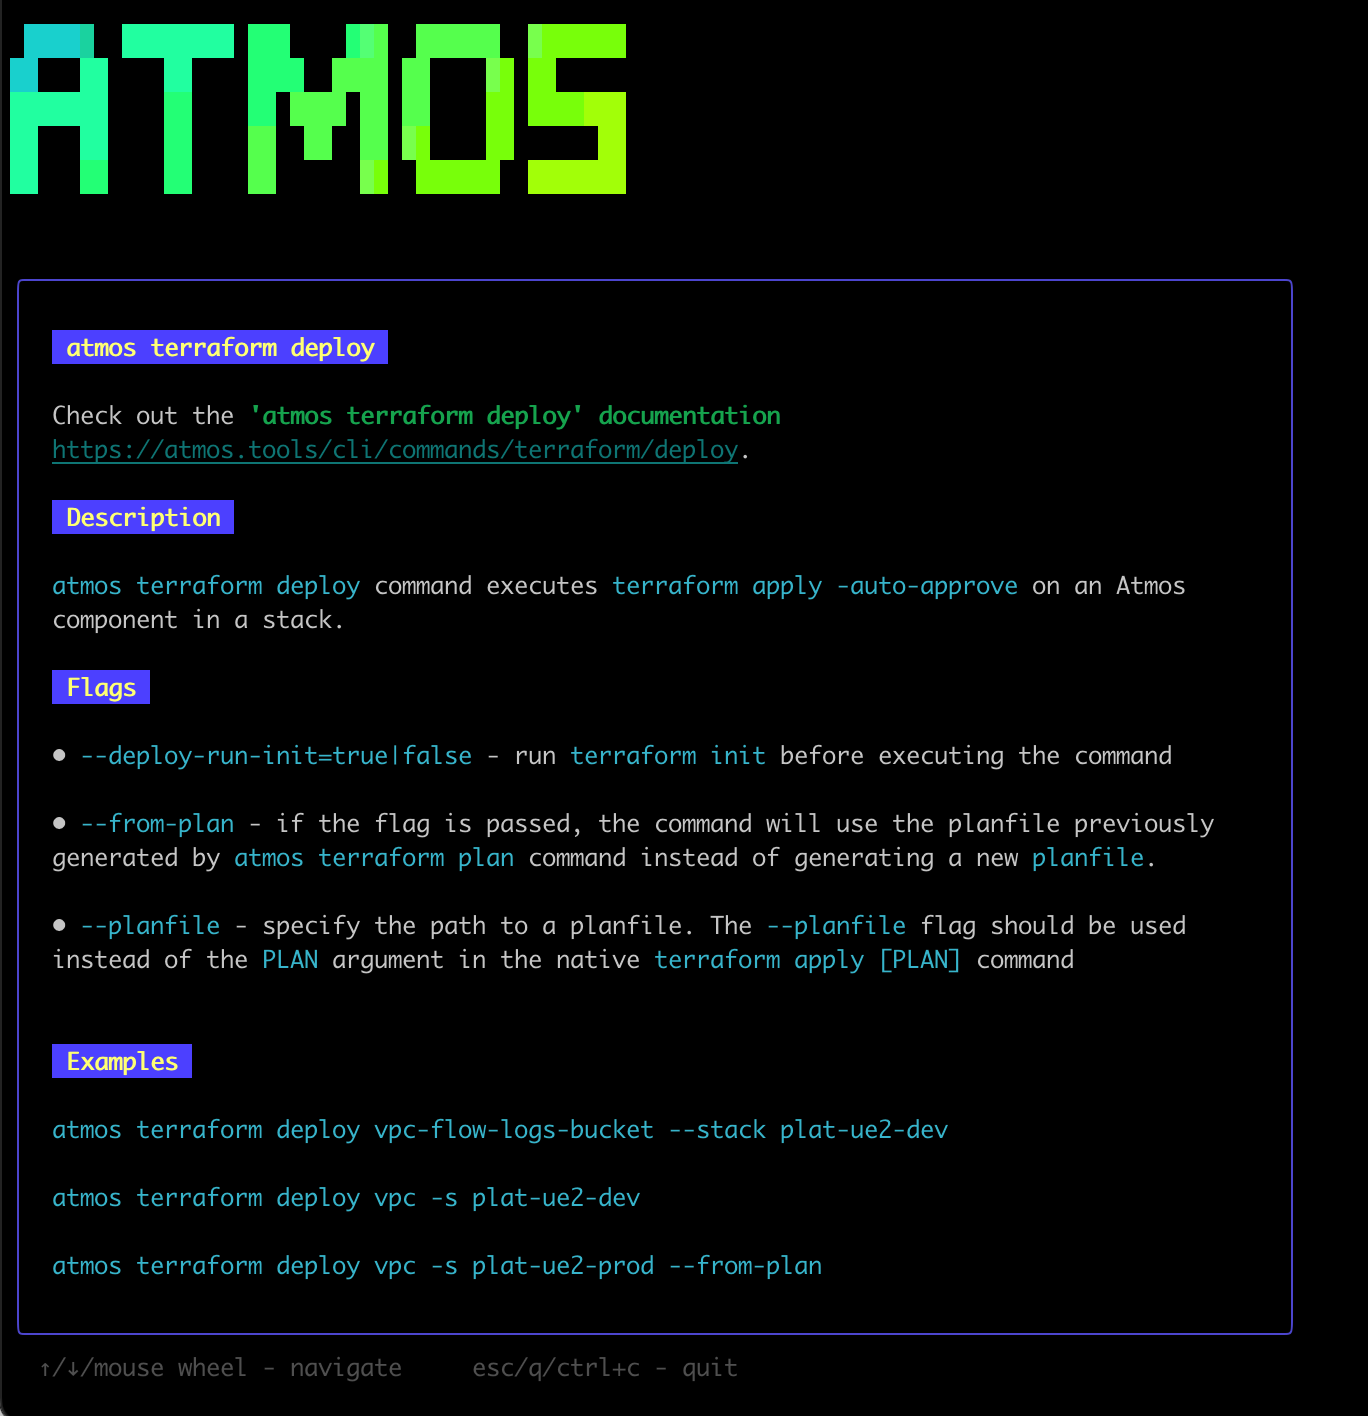 ATMOS
atmos terraform deploy
Check out the 'atmos terraform deploy' documentation
https://atmos.tools/cli/commands/terraform/deploy.
Description
atmos terraform deploy command executes terraform apply -auto-approve on an Atmos
component in a stack.
Flags
• --deploy-run-init=true|false - run terraform init before executing the command
• --from-plan - if the flag is passed, the command will use the planfile previously
generated by atmos terraform plan command instead of generating a new planfile.
• --planfile - specify the path to a planfile. The --planfile flag should be used
instead of the PLAN argument in the native terraform apply [PLAN] command
Examples
atmos terraform deploy vpc-flow-logs-bucket --stack plat-ue2-dev
atmos terraform deploy vpc -s plat-ue2-dev
atmos terraform deploy vpc -s plat-ue2-prod --from-plan
↑/↓/mouse wheel - navigate     esc/q/ctrl+c - quit